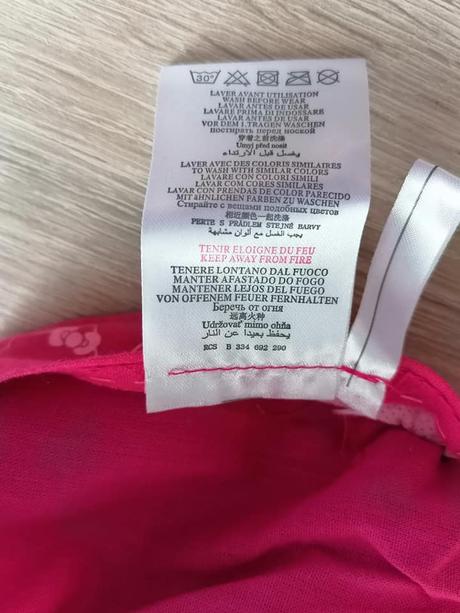 30°
LAVER AVANT UTILISATION
WASH BEFORE WEAR
LAVAR ANTES DE USAR
LAVARE PRIMA DI INDOSSARE
LAVAR ANTES DE USAR
VOR DEM 1.TRAGEN WASCHEN
постирать перед ноской
穿着之前洗涤
Umyj před nosit
يغسل قبل الارتداء
LAVER AVEC DES COLORIS SIMILAIRES
TO WASH WITH SIMILAR COLORS
LAVARE CON COLORI SIMILI
LAVAR COM CORES SIMILARES
LAVAR CON PRENDAS DE COLOR PARECIDO
MIT ÄHNLICHEN FARBEN ZU WASCHEN
Стирайте с вещами подобных цветов
相近颜色一起洗涤
PERTE S PRÁDLEM STEJNÉ BARVY
يجب الغسل مع ألوان مشابهة
TENIR ELOIGNE DU FEU
KEEP AWAY FROM FIRE
TENERE LONTANO DAL FUOCO
MANTER AFASTADO DO FOGO
MANTENER LEJOS DEL FUEGO
VON OFFENEM FEUER FERNHALTEN
Беречь от огня
远离火种
Udržovat mimo ohňa
يحفظ بعيدا عن النار
RCS B 334 692 290